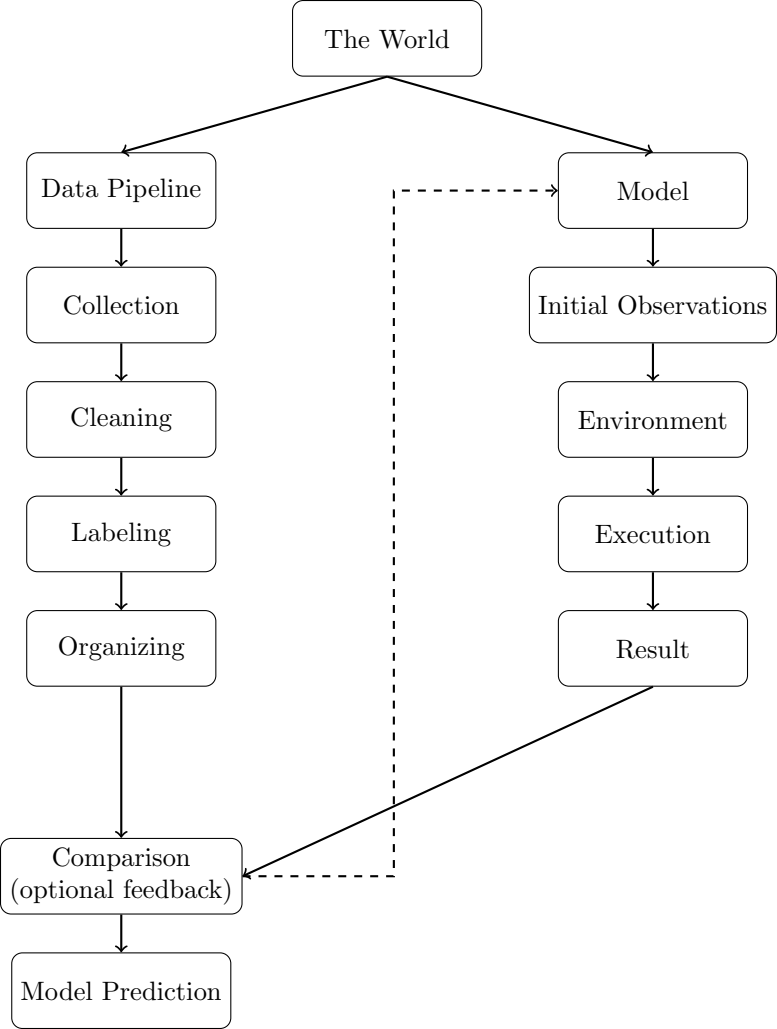 The World
Data Pipeline
Model
Collection
Initial Observations
Cleaning
Environment
Labeling
Execution
Organizing
Result
Comparison
(optional feedback)
Model Prediction